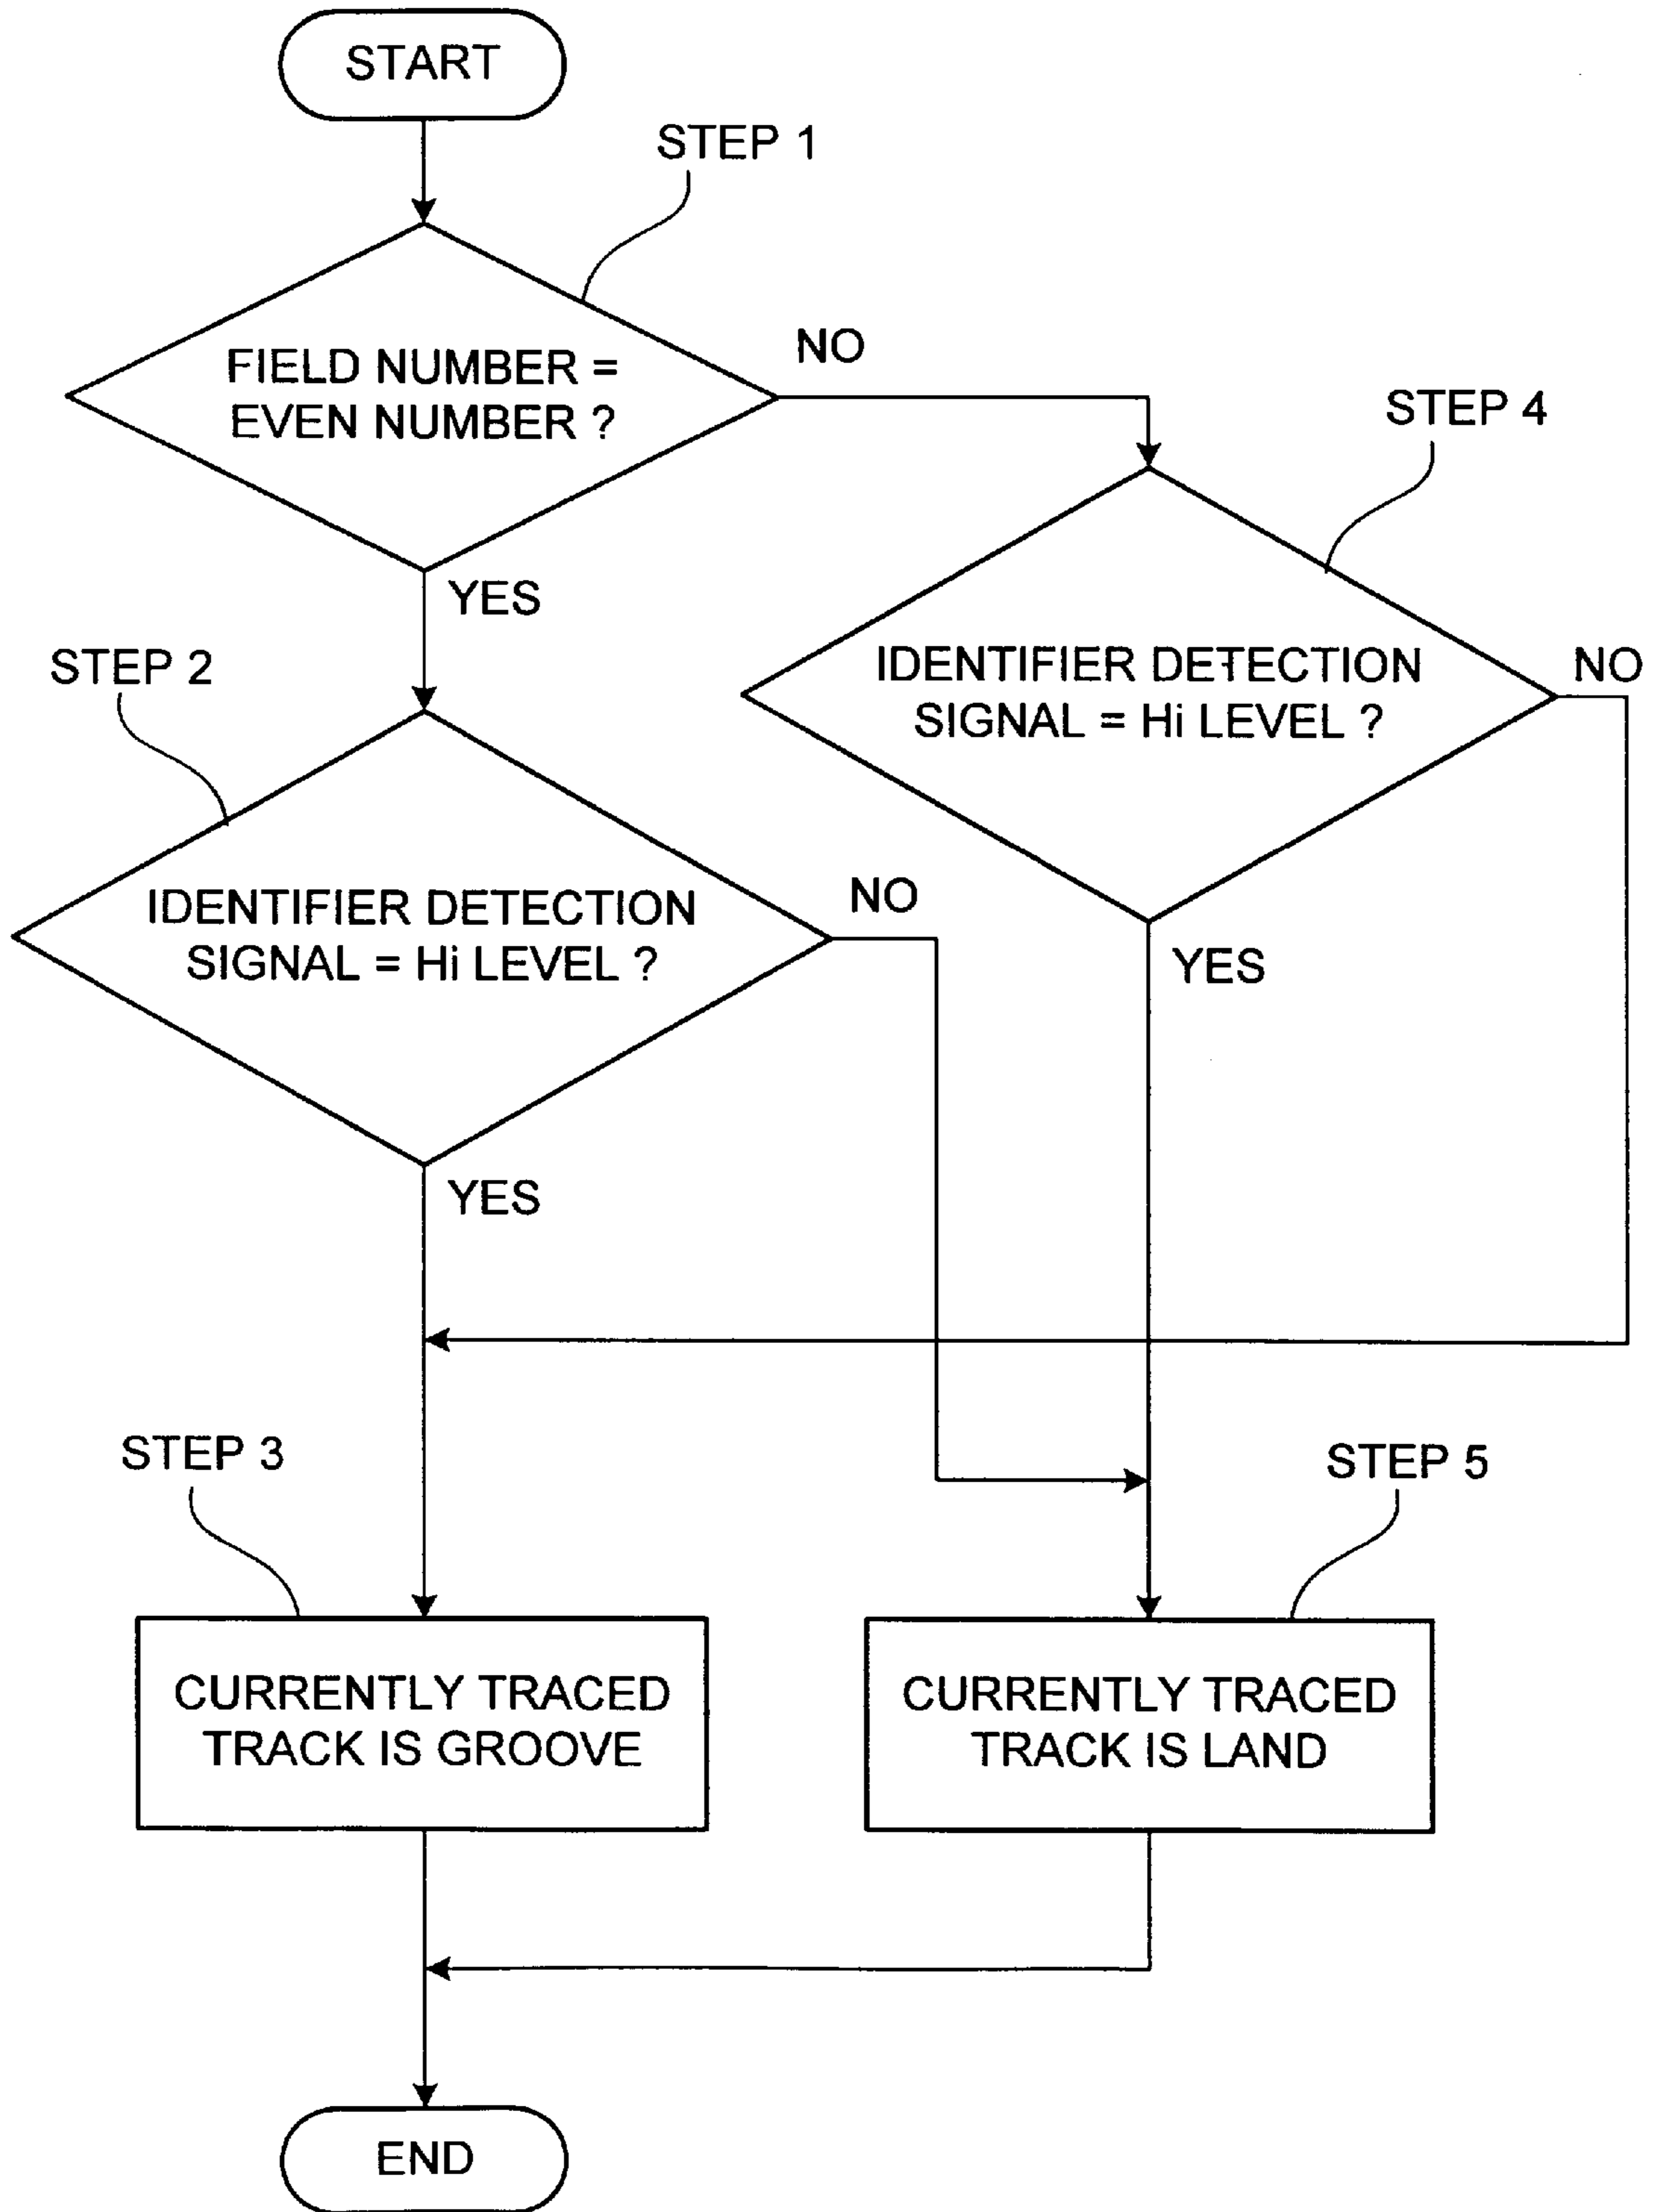 START
STEP 1
FIELD NUMBER =
EVEN NUMBER ?
NO
YES
STEP 4
IDENTIFIER DETECTION
SIGNAL = Hi LEVEL ?
NO
YES
STEP 2
IDENTIFIER DETECTION
SIGNAL = Hi LEVEL ?
NO
YES
STEP 3
CURRENTLY TRACED
TRACK IS GROOVE
STEP 5
CURRENTLY TRACED
TRACK IS LAND
END